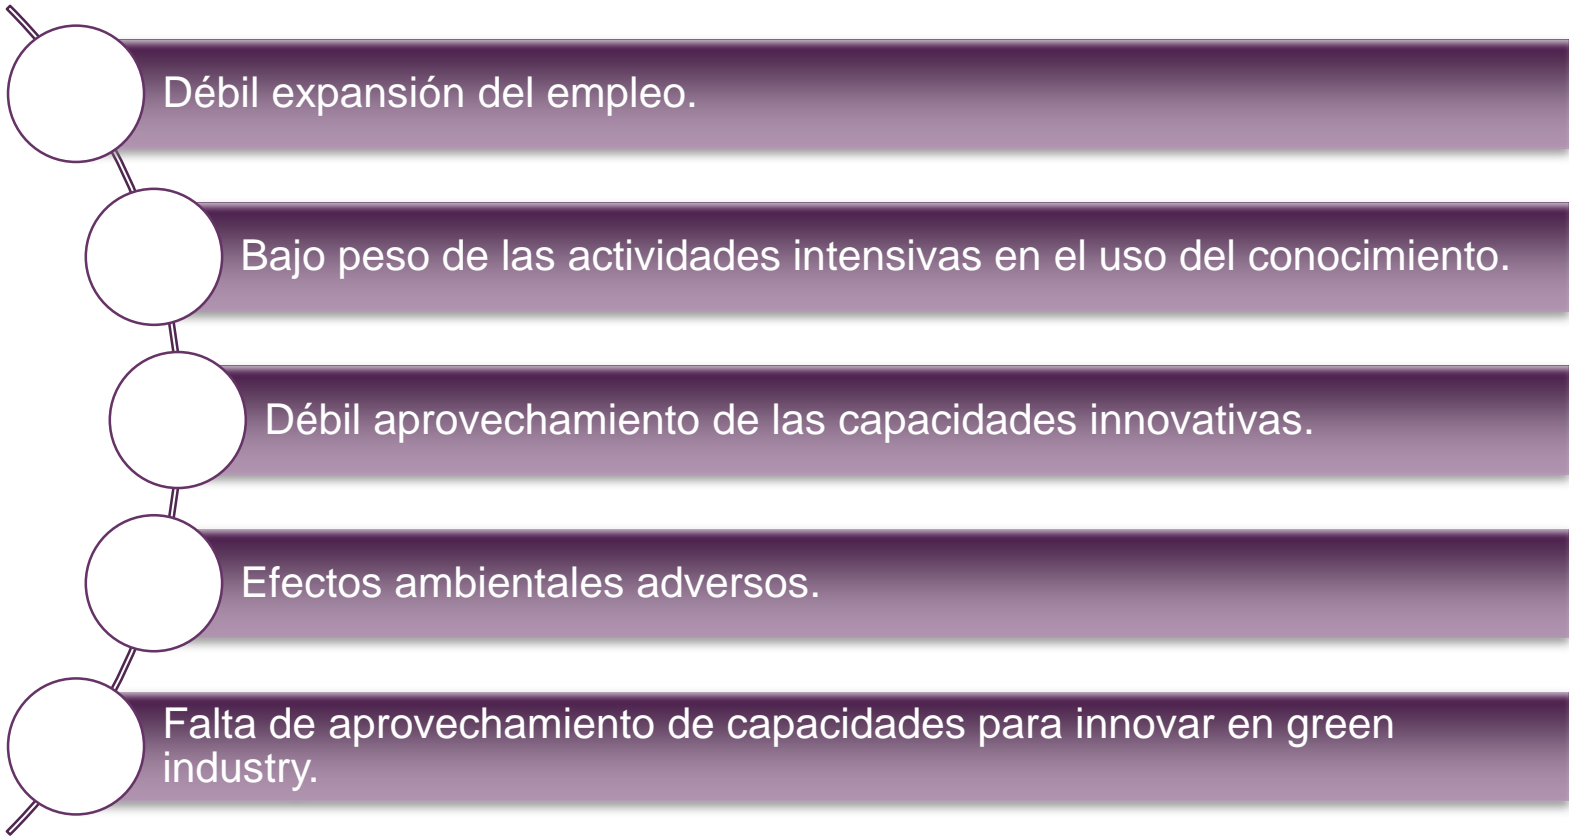 Débil expansión del empleo.
Bajo peso de las actividades intensivas en el uso del conocimiento.
Débil aprovechamiento de las capacidades innovativas.
Efectos ambientales adversos.
Falta de aprovechamiento de capacidades para innovar en green
industry.